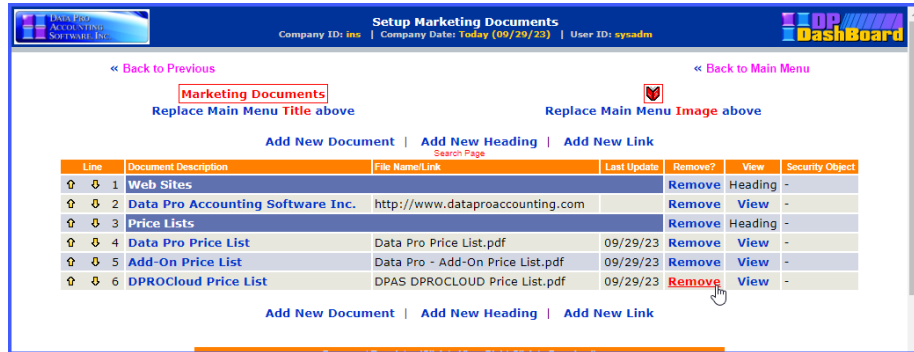 DATA PRO
ACCOUNTING
SOFTWARE, INC.
Setup Marketing Documents
Company ID: ins | Company Date: Today (09/29/23) | User ID: sysadm
DP
DashBoard
« Back to Previous
« Back to Main Menu
Marketing Documents
Replace Main Menu Title above
Replace Main Menu Image above
Add New Document | Add New Heading | Add New Link
Search Page
Line Document Description File Name/Link Last Update Remove? View Security Object
1 Web Sites Remove Heading -
2 Data Pro Accounting Software Inc. http://www.dataproaccounting.com Remove View -
3 Price Lists Remove Heading -
4 Data Pro Price List Data Pro Price List.pdf 09/29/23 Remove View -
5 Add-On Price List Data Pro - Add-On Price List.pdf 09/29/23 Remove View -
6 DPROCloud Price List DPAS DPROCLOUD Price List.pdf 09/29/23 Remove View -
Add New Document | Add New Heading | Add New Link